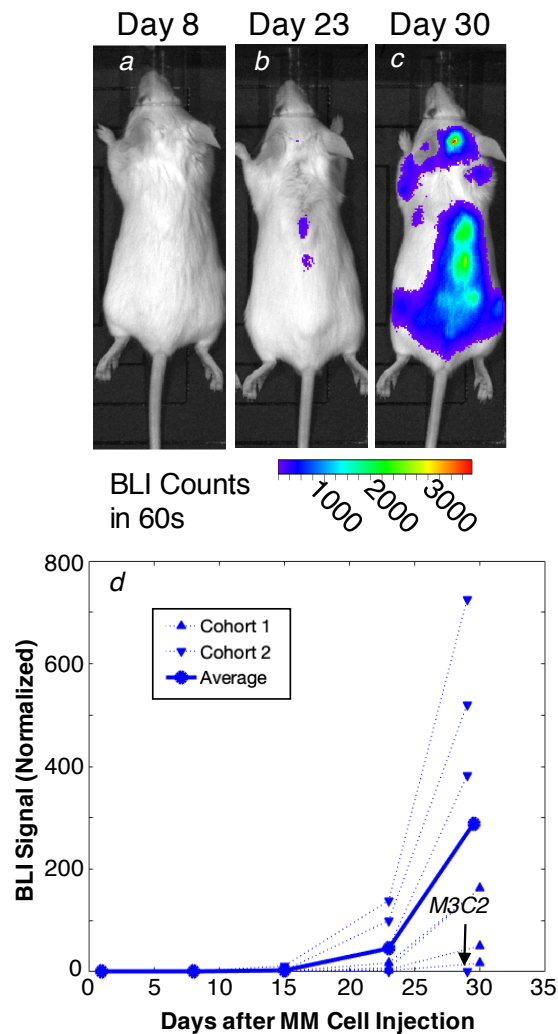 Day 8 Day 23 Day 30
a b c
BLI Counts
in 60s
1000 2000 3000
d
800
600
400
200
0
BLI Signal (Normalized)
Cohort 1
Cohort 2
Average
M3C2
0 5 10 15 20 25 30 35
Days after MM Cell Injection